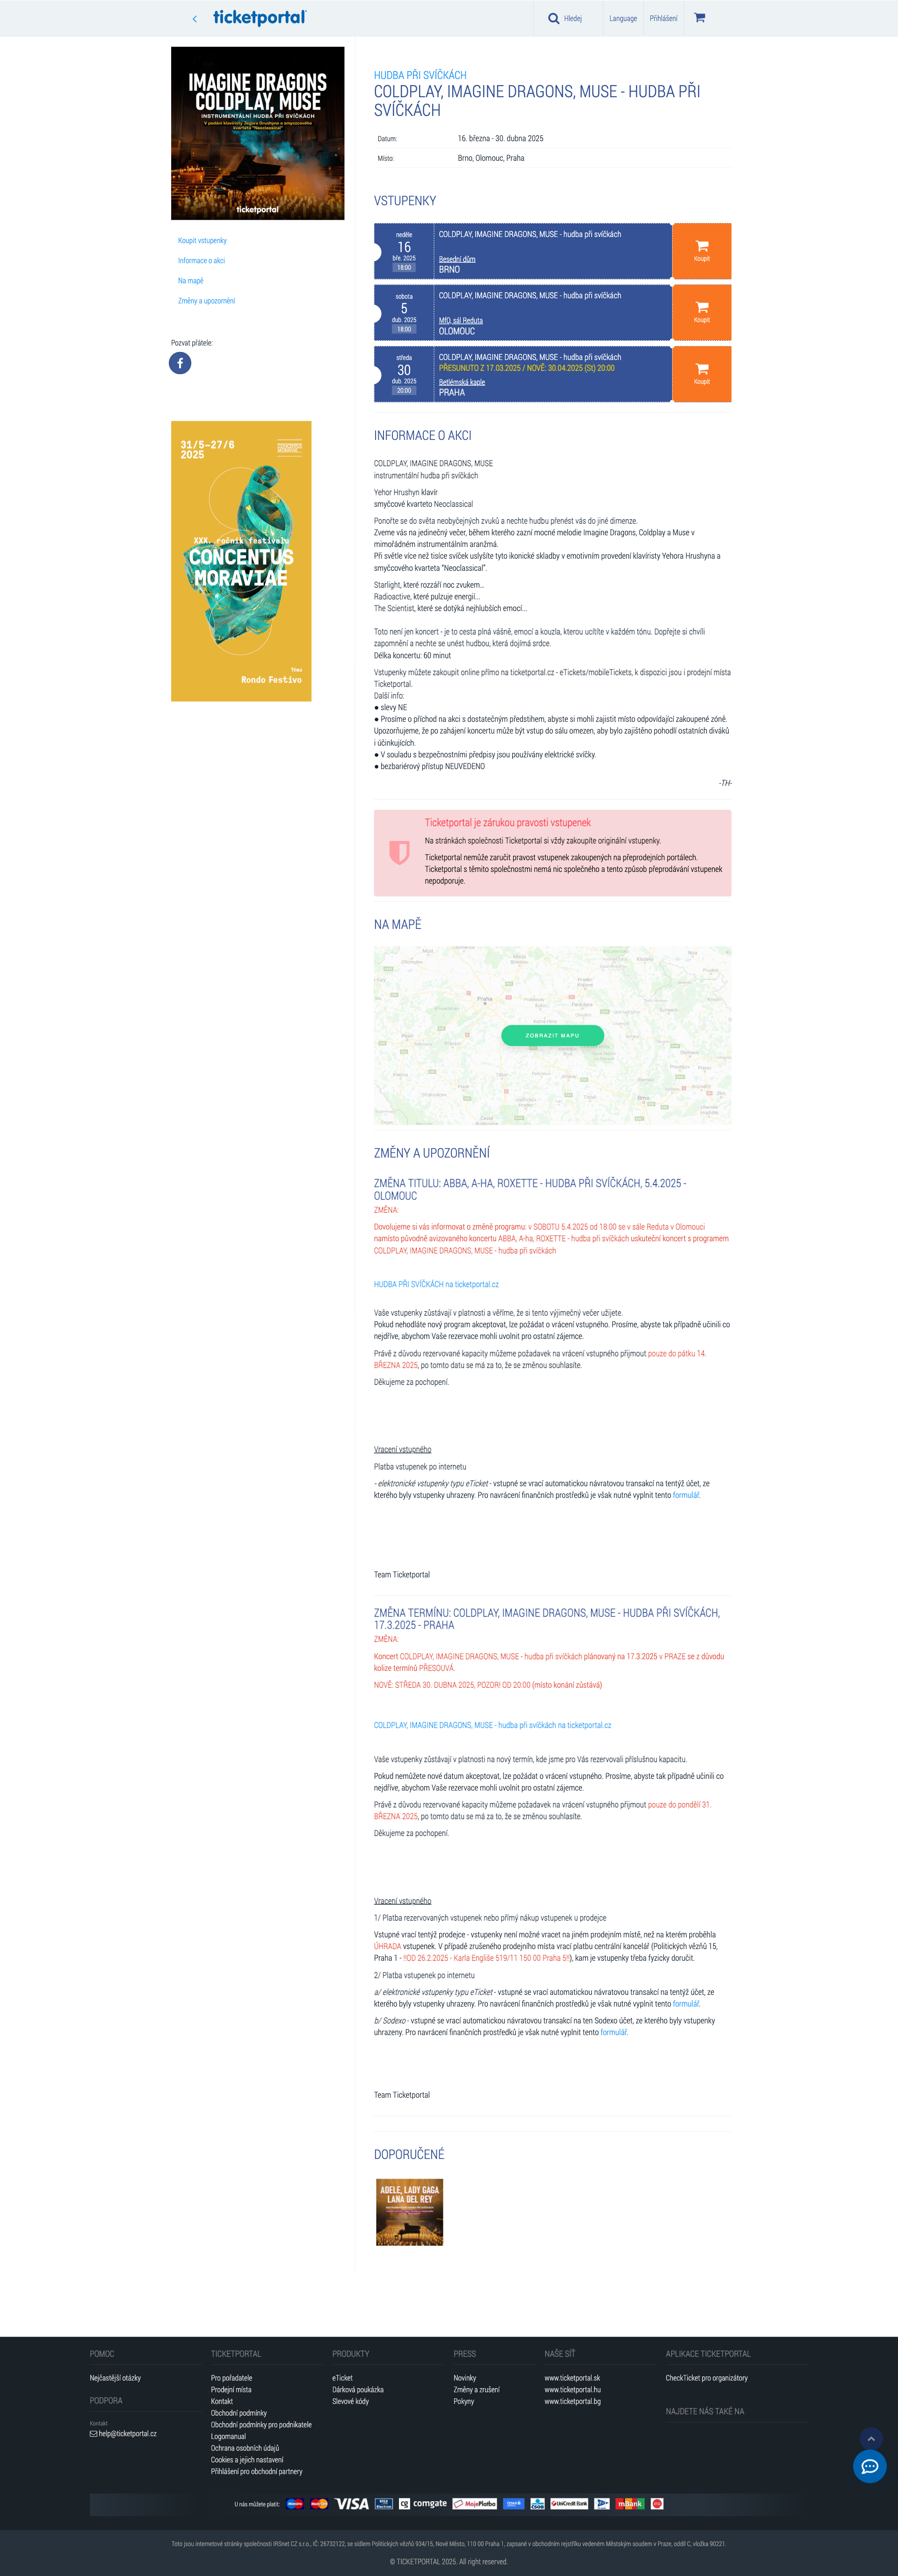 ticketportal
Hledej
Language
Přihlášení
IMAGINE DRAGONS
COLDPLAY, MUSE
INSTRUMENTÁLNÍ HUDBA PŘI SVÍČKÁCH
V podání klavíristy Jegora Grushyna a smyčcového
kvarteta "Neoclassical"
ticketportal
Koupit vstupenky
Informace o akci
Na mapě
Změny a upozornění
Pozvat přátele:
31/5–27/6
2025
XXX. ročník festivalu
CONCENTUS
MORAVIAE
Rondo Festivo
HUDBA PŘI SVÍČKÁCH
COLDPLAY, IMAGINE DRAGONS, MUSE - HUDBA PŘI
SVÍČKÁCH
Datum: 16. března - 30. dubna 2025
Místo: Brno, Olomouc, Praha
VSTUPENKY
neděle
16
bře. 2025
18:00
COLDPLAY, IMAGINE DRAGONS, MUSE - hudba při svíčkách
Besední dům
BRNO
Koupit
sobota
5
dub. 2025
18:00
COLDPLAY, IMAGINE DRAGONS, MUSE - hudba při svíčkách
MfO, sál Reduta
OLOMOUC
Koupit
středa
30
dub. 2025
20:00
COLDPLAY, IMAGINE DRAGONS, MUSE - hudba při svíčkách
PŘESUNUTO Z 17.03.2025 / NOVĚ: 30.04.2025 (St) 20:00
Betlémská kaple
PRAHA
Koupit
INFORMACE O AKCI
COLDPLAY, IMAGINE DRAGONS, MUSE
instrumentální hudba při svíčkách
Yehor Hrushyn klavír
smyčcové kvarteto Neoclassical
Ponořte se do světa neobyčejných zvuků a nechte hudbu přenést vás do jiné dimenze.
Zveme vás na jedinečný večer, během kterého zazní mocné melodie Imagine Dragons, Coldplay a Muse v
mimořádném instrumentálním aranžmá.
Při světle více než tisíce svíček uslyšíte tyto ikonické skladby v emotivním provedení klavíristy Yehora Hrushyna a
smyčcového kvarteta "Neoclassical".
Starlight, které rozzáří noc zvukem…
Radioactive, které pulzuje energií…
The Scientist, které se dotýká nejhlubších emocí…
Toto není jen koncert - je to cesta plná vášně, emocí a kouzla, kterou ucítíte v každém tónu. Dopřejte si chvíli
zapomnění a nechte se unést hudbou, která dojímá srdce.
Délka koncertu: 60 minut
Vstupenky můžete zakoupit online přímo na ticketportal.cz - eTickets/mobileTickets, k dispozici jsou i prodejní místa
Ticketportal.
Další info:
● slevy NE
● Prosíme o příchod na akci s dostatečným předstihem, abyste si mohli zajistit místo odpovídající zakoupené zóně.
Upozorňujeme, že po zahájení koncertu může být vstup do sálu omezen, aby bylo zajištěno pohodlí ostatních diváků
i účinkujících.
● V souladu s bezpečnostními předpisy jsou používány elektrické svíčky.
● bezbariérový přístup NEUVEDENO
-TH-
Ticketportal je zárukou pravosti vstupenek
Na stránkách společnosti Ticketportal si vždy zakoupíte originální vstupenky.
Ticketportal nemůže zaručit pravost vstupenek zakoupených na přeprodejních portálech.
Ticketportal s těmito společnostmi nemá nic společného a tento způsob přeprodávání vstupenek
nepodporuje.
NA MAPĚ
Praha
Brno
ZOBRAZIT MAPU
ZMĚNY A UPOZORNĚNÍ
ZMĚNA TITULU: ABBA, A-HA, ROXETTE - HUDBA PŘI SVÍČKÁCH, 5.4.2025 -
OLOMOUC
ZMĚNA:
Dovolujeme si vás informovat o změně programu: v SOBOTU 5.4.2025 od 18:00 se v sále Reduta v Olomouci
namísto původně avizovaného koncertu ABBA, A-ha, ROXETTE - hudba při svíčkách uskuteční koncert s programem
COLDPLAY, IMAGINE DRAGONS, MUSE - hudba při svíčkách
HUDBA PŘI SVÍČKÁCH na ticketportal.cz
Vaše vstupenky zůstávají v platnosti a věříme, že si tento výjimečný večer užijete.
Pokud nehodláte nový program akceptovat, lze požádat o vrácení vstupného. Prosíme, abyste tak případně učinili co
nejdříve, abychom Vaše rezervace mohli uvolnit pro ostatní zájemce.
Právě z důvodu rezervované kapacity můžeme požadavek na vrácení vstupného přijmout pouze do pátku 14.
BŘEZNA 2025, po tomto datu se má za to, že se změnou souhlasíte.
Děkujeme za pochopení.
Vracení vstupného
Platba vstupenek po internetu
- elektronické vstupenky typu eTicket - vstupné se vrací automatickou návratovou transakcí na tentýž účet, ze
kterého byly vstupenky uhrazeny. Pro navrácení finančních prostředků je však nutné vyplnit tento formulář.
Team Ticketportal
ZMĚNA TERMÍNU: COLDPLAY, IMAGINE DRAGONS, MUSE - HUDBA PŘI SVÍČKÁCH,
17.3.2025 - PRAHA
ZMĚNA:
Koncert COLDPLAY, IMAGINE DRAGONS, MUSE - hudba při svíčkách plánovaný na 17.3.2025 v PRAZE se z důvodu
kolize termínů PŘESOUVÁ.
NOVĚ: STŘEDA 30. DUBNA 2025, POZOR! OD 20:00 (místo konání zůstává)
COLDPLAY, IMAGINE DRAGONS, MUSE - hudba při svíčkách na ticketportal.cz
Vaše vstupenky zůstávají v platnosti na nový termín, kde jsme pro Vás rezervovali příslušnou kapacitu.
Pokud nemůžete nové datum akceptovat, lze požádat o vrácení vstupného. Prosíme, abyste tak případně učinili co
nejdříve, abychom Vaše rezervace mohli uvolnit pro ostatní zájemce.
Právě z důvodu rezervované kapacity můžeme požadavek na vrácení vstupného přijmout pouze do pondělí 31.
BŘEZNA 2025, po tomto datu se má za to, že se změnou souhlasíte.
Děkujeme za pochopení.
Vracení vstupného
1/ Platba rezervovaných vstupenek nebo přímý nákup vstupenek u prodejce
Vstupné vrací tentýž prodejce - vstupenky není možné vracet na jiném prodejním místě, než na kterém proběhla
ÚHRADA vstupenek. V případě zrušeného prodejního místa vrací platbu centrální kancelář (Politických vězňů 15,
Praha 1 - !!OD 26.2.2025 - Karla Engliše 519/11 150 00 Praha 5!!), kam je vstupenky třeba fyzicky doručit.
2/ Platba vstupenek po internetu
a/ elektronické vstupenky typu eTicket - vstupné se vrací automatickou návratovou transakcí na tentýž účet, ze
kterého byly vstupenky uhrazeny. Pro navrácení finančních prostředků je však nutné vyplnit tento formulář.
b/ Sodexo - vstupné se vrací automatickou návratovou transakcí na ten Sodexo účet, ze kterého byly vstupenky
uhrazeny. Pro navrácení finančních prostředků je však nutné vyplnit tento formulář.
Team Ticketportal
DOPORUČENÉ
ADELE, LADY GAGA
LANA DEL REY
POMOC
Nejčastější otázky
PODPORA
Kontakt
help@ticketportal.cz
TICKETPORTAL
Pro pořadatele
Prodejní místa
Kontakt
Obchodní podmínky
Obchodní podmínky pro podnikatele
Logomanual
Ochrana osobních údajů
Cookies a jejich nastavení
Přihlášení pro obchodní partnery
PRODUKTY
eTicket
Dárková poukázka
Slevové kódy
PRESS
Novinky
Změny a zrušení
Pokyny
NAŠE SÍŤ
www.ticketportal.sk
www.ticketportal.hu
www.ticketportal.bg
APLIKACE TICKETPORTAL
CheckTicket pro organizátory
NAJDETE NÁS TAKÉ NA
U nás můžete platit:
VISA
comgate
MojePlatba
ČSOB
UniCredit Bank
mBank
Toto jsou internetové stránky společnosti IRSnet CZ s.r.o., IČ: 26732122, se sídlem Politických vězňů 934/15, Nové Město, 110 00 Praha 1, zapsané v obchodním rejstříku vedeném Městským soudem v Praze, oddíl C, vložka 90221.
© TICKETPORTAL 2025. All right reserved.